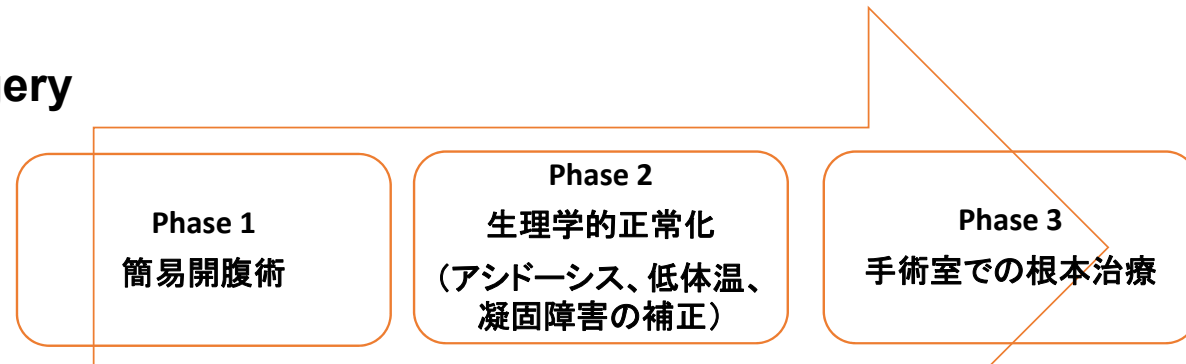 ery
Phase 1
簡易開腹術
Phase 2
生理学的正常化
(アシドーシス、低体温、
凝固障害の補正)
Phase 3
手術室での根本治療